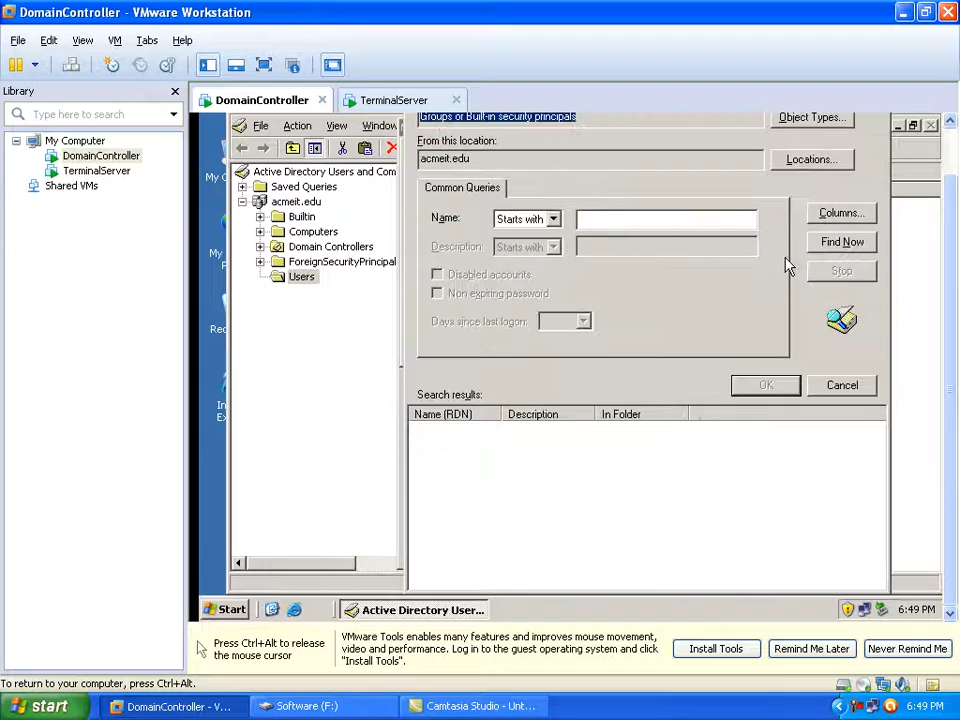 DomainController - VMware Workstation
File Edit View VM Tabs Help
Library
Type here to search
My Computer
DomainController
TerminalServer
Shared VMs
DomainController
TerminalServer
File Action View Window
Active Directory Users and Com
Saved Queries
acmeit.edu
Builtin
Computers
Domain Controllers
ForeignSecurityPrincipal
Users
Groups or Built-in security principals
Object Types...
From this location:
acmeit.edu
Locations...
Common Queries
Name: Starts with
Columns...
Description: Starts with
Find Now
Disabled accounts
Stop
Non expiring password
Days since last logon:
OK Cancel
Search results:
Name (RDN) Description In Folder
My C
My
Rec
In
E
Start Active Directory User... 6:49 PM
Press Ctrl+Alt to release
the mouse cursor
VMware Tools enables many features and improves mouse movement,
video and performance. Log in to the guest operating system and click
"Install Tools".
Install Tools Remind Me Later Never Remind Me
To return to your computer, press Ctrl+Alt.
start DomainController - V... Software (F:) Camtasia Studio - Unt... 6:49 PM